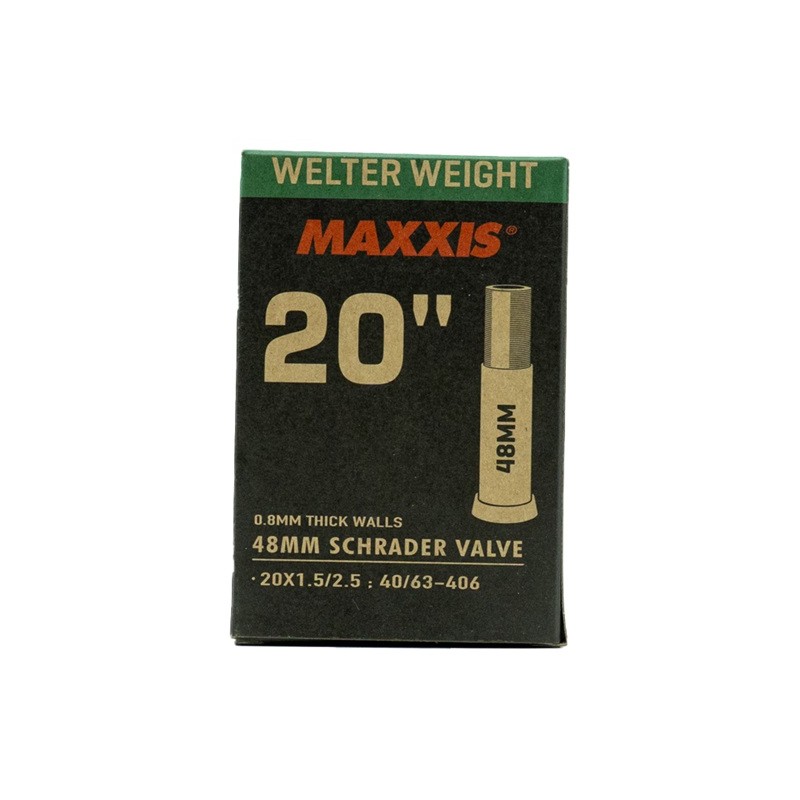 WELTER WEIGHT
MAXXIS®
20"
48MM
0.8MM THICK WALLS
48MM SCHRADER VALVE
·20X1.5/2.5 : 40/63-406